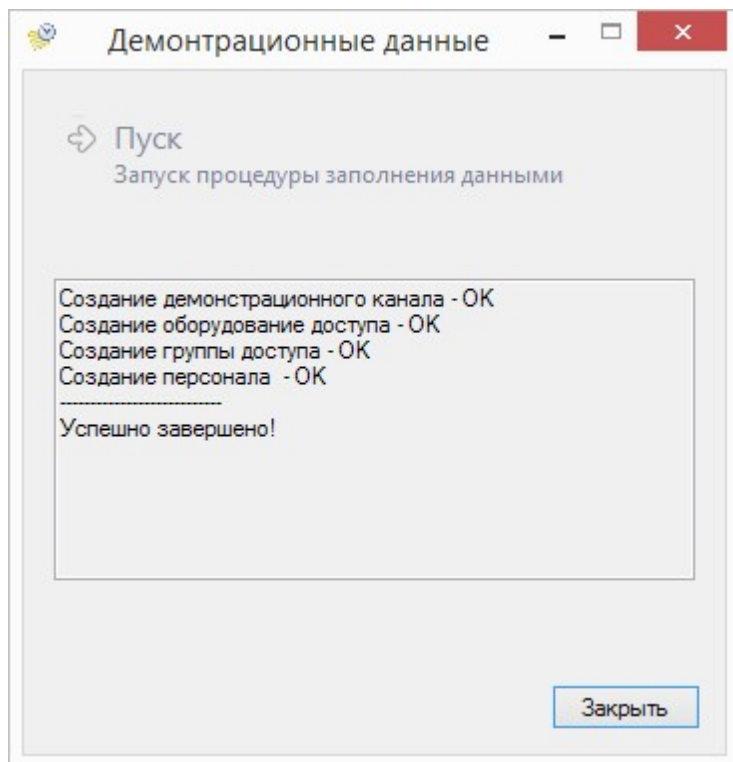 Демонтрационные данные
Пуск
Запуск процедуры заполнения данными
Создание демонстрационного канала - OK
Создание оборудование доступа - OK
Создание группы доступа - OK
Создание персонала  - OK
---------------------------
Успешно завершено!
Закрыть